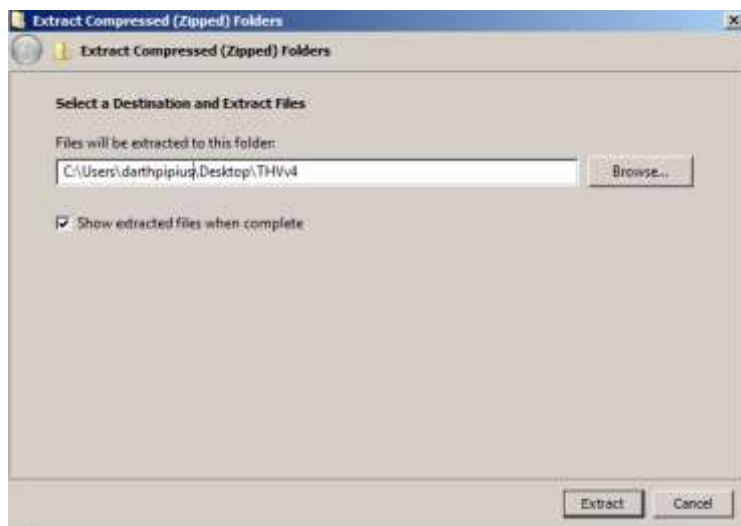 Extract Compressed (Zipped) Folders
Extract Compressed (Zipped) Folders
Select a Destination and Extract Files
Files will be extracted to this folder:
C:\Users\darthpipius\Desktop\THVv4
Browse...
Show extracted files when complete
Extract
Cancel